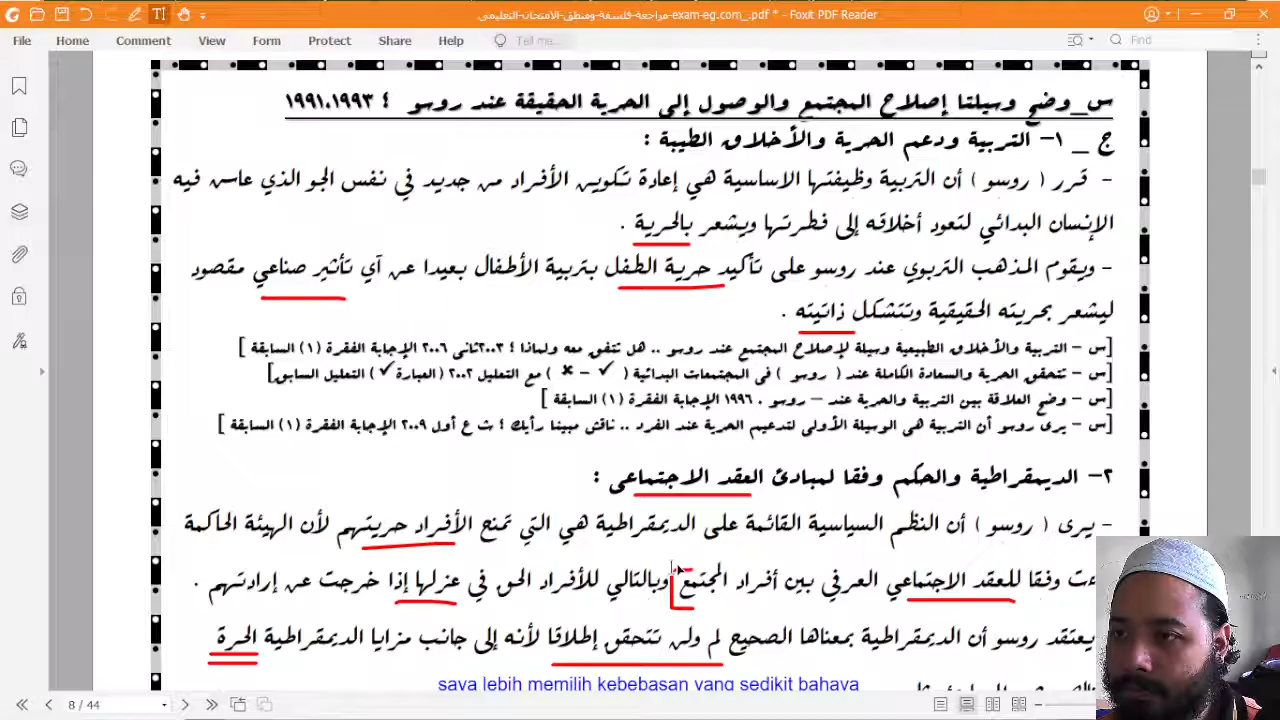 مراجعة-فلسفة-ومنطق-الامتحان-التعليمي-exam-eg.com_.pdf * - Foxit PDF Reader
File Home Comment View Form Protect Share Help Tell me... Find
س_وضح وسيلتا إصلاح المجتمع والوصول إلى الحرية الحقيقة عند روسو ؟ ١٩٩١،١٩٩٣
ج _ ١- التربية ودعم الحرية والأخلاق الطيبة :
- قرر ( روسو ) أن التربية وظيفتها الاساسية هي إعادة تكوين الأفراد من جديد في نفس الجو الذي عاش فيه
الإنسان البدائي لتعود أخلاقه إلى فطرتها ويشعر بالحرية .
- ويقوم المذهب التربوي عند روسو على تأكيد حرية الطفل بتربية الأطفال بعيدا عن أي تأثير صناعي مقصود
ليشعر بحريته الحقيقية وتتشكل ذاتيته .
[س - التربية والأخلاق الطبيعية وسيلة لإصلاح المجتمع عند روسو .. هل تتفق معه ولماذا ؟ ٢٠٠٣ثانى ٢٠٠٦ الإجابة الفقرة (١) السابقة ]
[س - تتحقق الحرية والسعادة الكاملة عند ( روسو ) فى المجتمعات البدائية ( ✓ - ✗ ) مع التعليل ٢٠٠٢ (العبارة ✓) التعليل السابق]
[س - وضح العلاقة بين التربية والحرية عند – روسو . ١٩٩٦ الإجابة الفقرة (١) السابقة ]
[س - يرى روسو أن التربية هى الوسيلة الأولى لتدعيم الحرية عند الفرد .. ناقش مبينا رأيك ؟ ث ع أول ٢٠٠٩ الإجابة الفقرة (١) السابقة ]
٢- الديمقراطية والحكم وفقا لمبادئ العقد الاجتماعى :
- يرى ( روسو ) أن النظم السياسية القائمة على الديمقراطية هي التي تمنح الأفراد حريتهم لأن الهيئة الحاكمة
وفقا للعقد الاجتماعي العرفي بين أفراد المجتمع وبالتالي للأفراد الحق في عزلها إذا خرجت عن إرادتهم .
يعتقد روسو أن الديمقراطية بمعناها الصحيح لم ولن تتحقق إطلاقا لأنه إلى جانب مزايا الديمقراطية الحرة
saya lebih memilih kebebasan yang sedikit bahaya
8 / 44